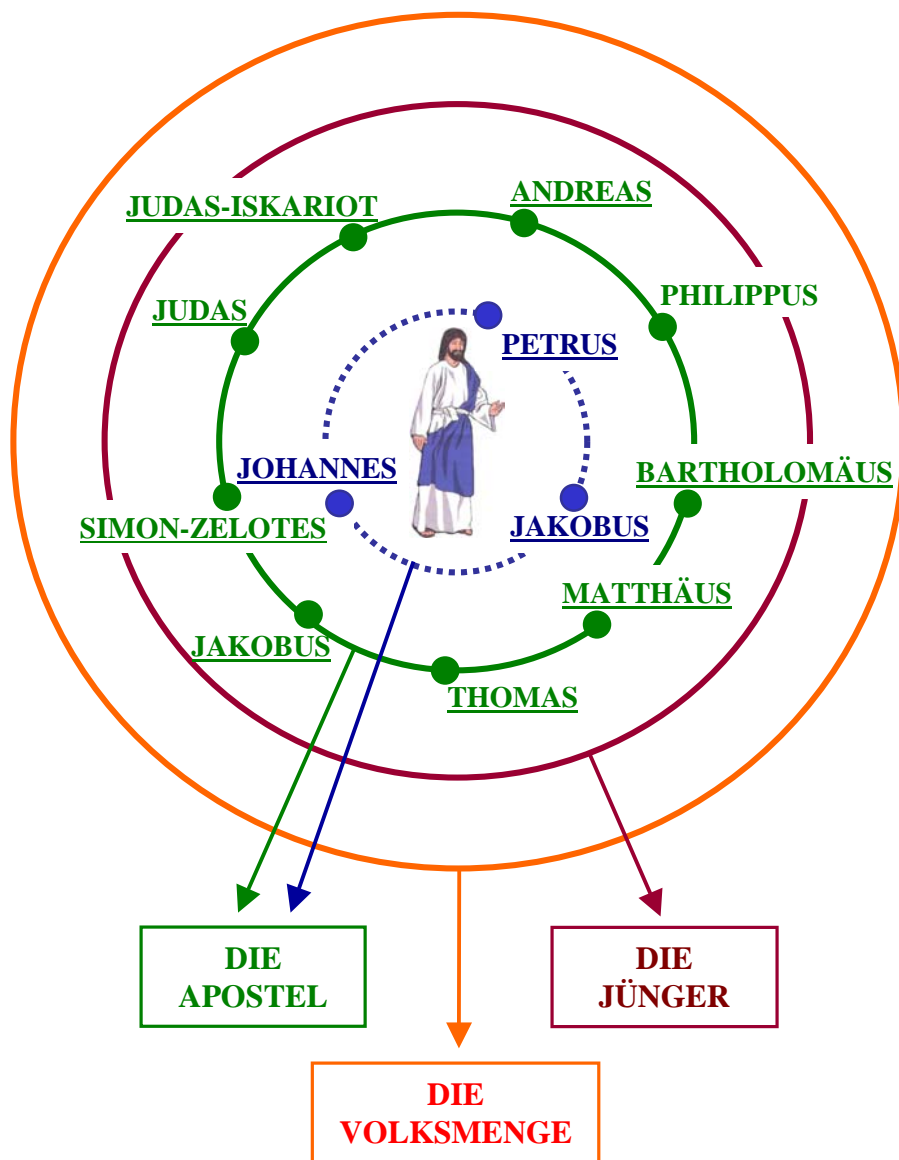 ANDREAS
JUDAS-ISKARIOT
PHILIPPUS
JUDAS
PETRUS
JOHANNES
BARTHOLOMÄUS
SIMON-ZELOTES
JAKOBUS
MATTHÄUS
JAKOBUS
THOMAS
DIE
APOSTEL
DIE
JÜNGER
DIE
VOLKSMENGE